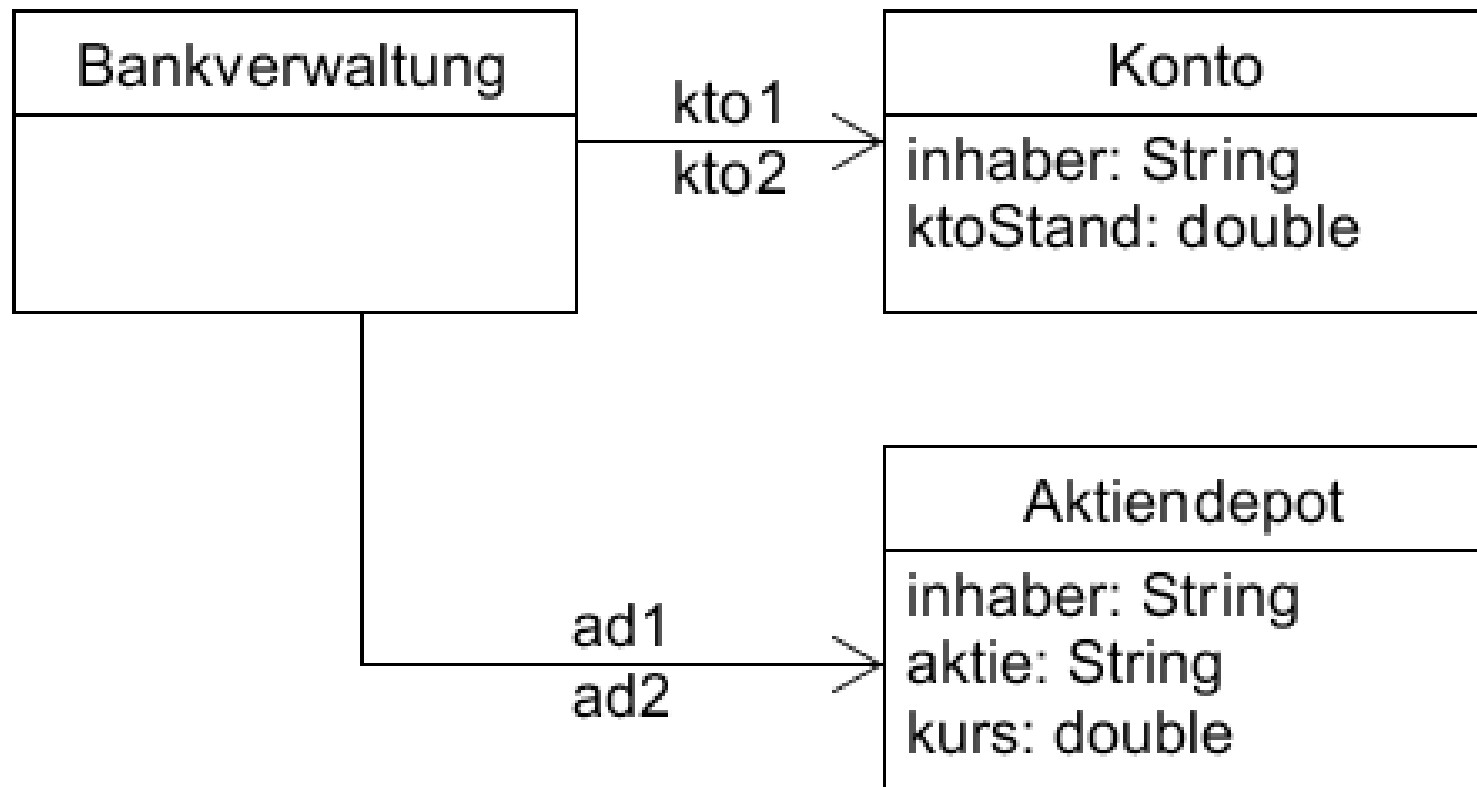 Bankverwaltung
kto1
kto2
Konto
inhaber: String
ktoStand: double
ad1
ad2
Aktiendepot
inhaber: String
aktie: String
kurs: double